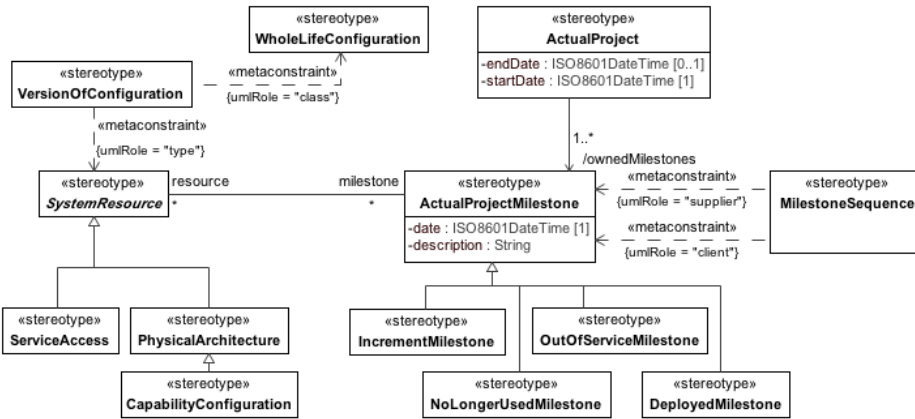 «stereotype»
WholeLifeConfiguration
«stereotype»
ActualProject
-endDate : ISO8601DateTime [0..1]
-startDate : ISO8601DateTime [1]
«stereotype»
VersionOfConfiguration
«metaconstraint»
{umlRole = "class"}
«metaconstraint»
{umlRole = "type"}
1..*
/ownedMilestones
«stereotype»
SystemResource
resource
*
milestone
*
«stereotype»
ActualProjectMilestone
-date : ISO8601DateTime [1]
-description : String
«metaconstraint»
{umlRole = "supplier"}
«metaconstraint»
{umlRole = "client"}
«stereotype»
MilestoneSequence
«stereotype»
ServiceAccess
«stereotype»
PhysicalArchitecture
«stereotype»
IncrementMilestone
«stereotype»
OutOfServiceMilestone
«stereotype»
CapabilityConfiguration
«stereotype»
NoLongerUsedMilestone
«stereotype»
DeployedMilestone